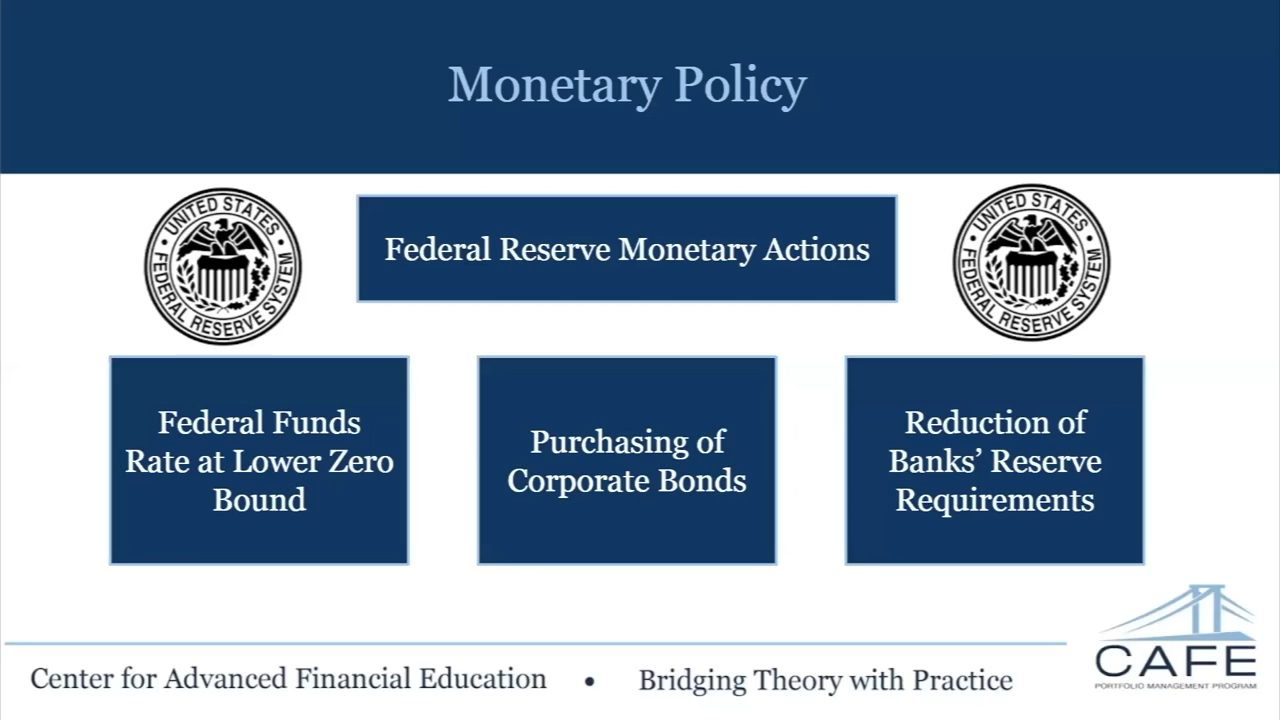 Monetary Policy
UNITED STATES
FEDERAL RESERVE SYSTEM
Federal Reserve Monetary Actions
UNITED STATES
FEDERAL RESERVE SYSTEM
Federal Funds
Rate at Lower Zero
Bound
Purchasing of
Corporate Bonds
Reduction of
Banks’ Reserve
Requirements
Center for Advanced Financial Education • Bridging Theory with Practice
CAFE
PORTFOLIO MANAGEMENT PROGRAM